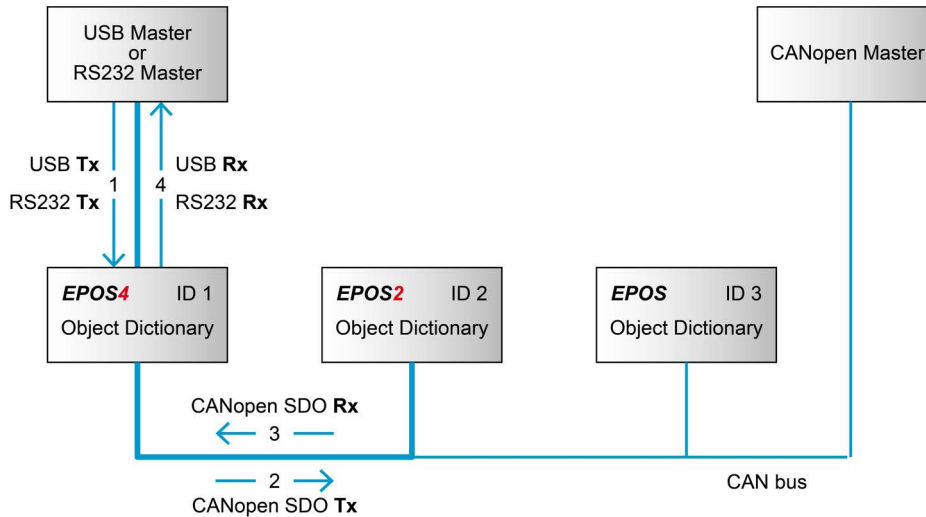 USB Master
or
RS232 Master
CANopen Master
USB Tx
USB Rx
1
4
RS232 Tx
RS232 Rx
EPOS4 ID 1
Object Dictionary
EPOS2 ID 2
Object Dictionary
EPOS ID 3
Object Dictionary
CANopen SDO Rx
3
2
CANopen SDO Tx
CAN bus